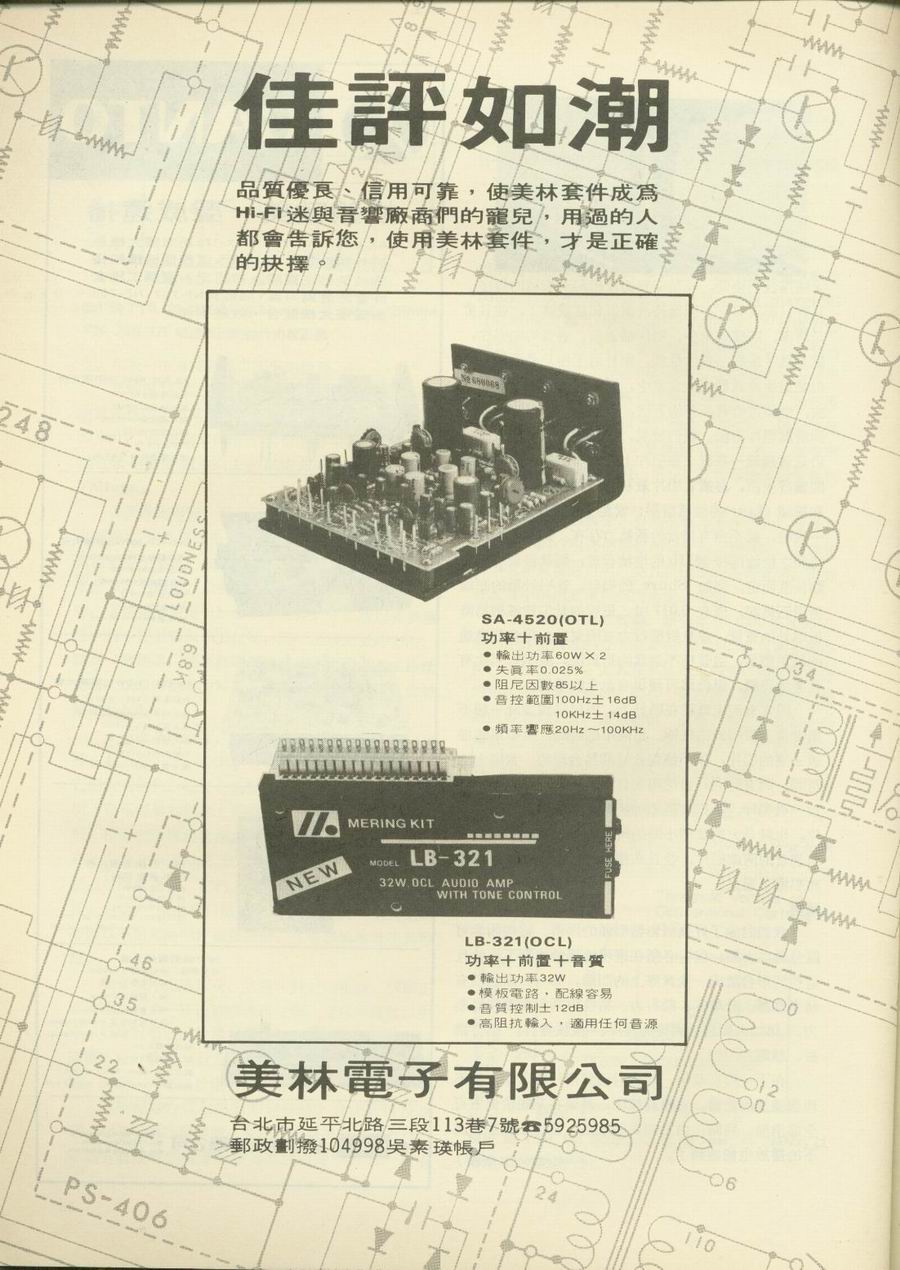 佳評如潮
品質優良、信用可靠，使美林套件成為
Hi-Fi迷與音響廠商們的寵兒，用過的人
都會告訴您，使用美林套件，才是正確
的抉擇。
№680068
SA-4520(OTL)
功率十前置
●輸出功率60W×2
●失眞率0.025%
●阻尼因數85以上
●音控範圍100Hz±16dB
10KHz±14dB
●頻率響應20Hz～100KHz
MERING KIT
NEW
MODEL LB-321
32W.OCL AUDIO AMP
WITH TONE CONTROL
FUSE HERE
LB-321(OCL)
功率十前置十音質
●輸出功率32W
●模板電路，配線容易
●音質控制±12dB
●高阻抗輸入，適用任何音源
美林電子有限公司
台北市延平北路三段113巷7號☎5925985
郵政劃撥104998吳素瑛帳戶
248
LOUDNESS
6.8K
34
46
35
22
0
12
0
24
6
110
PS-406